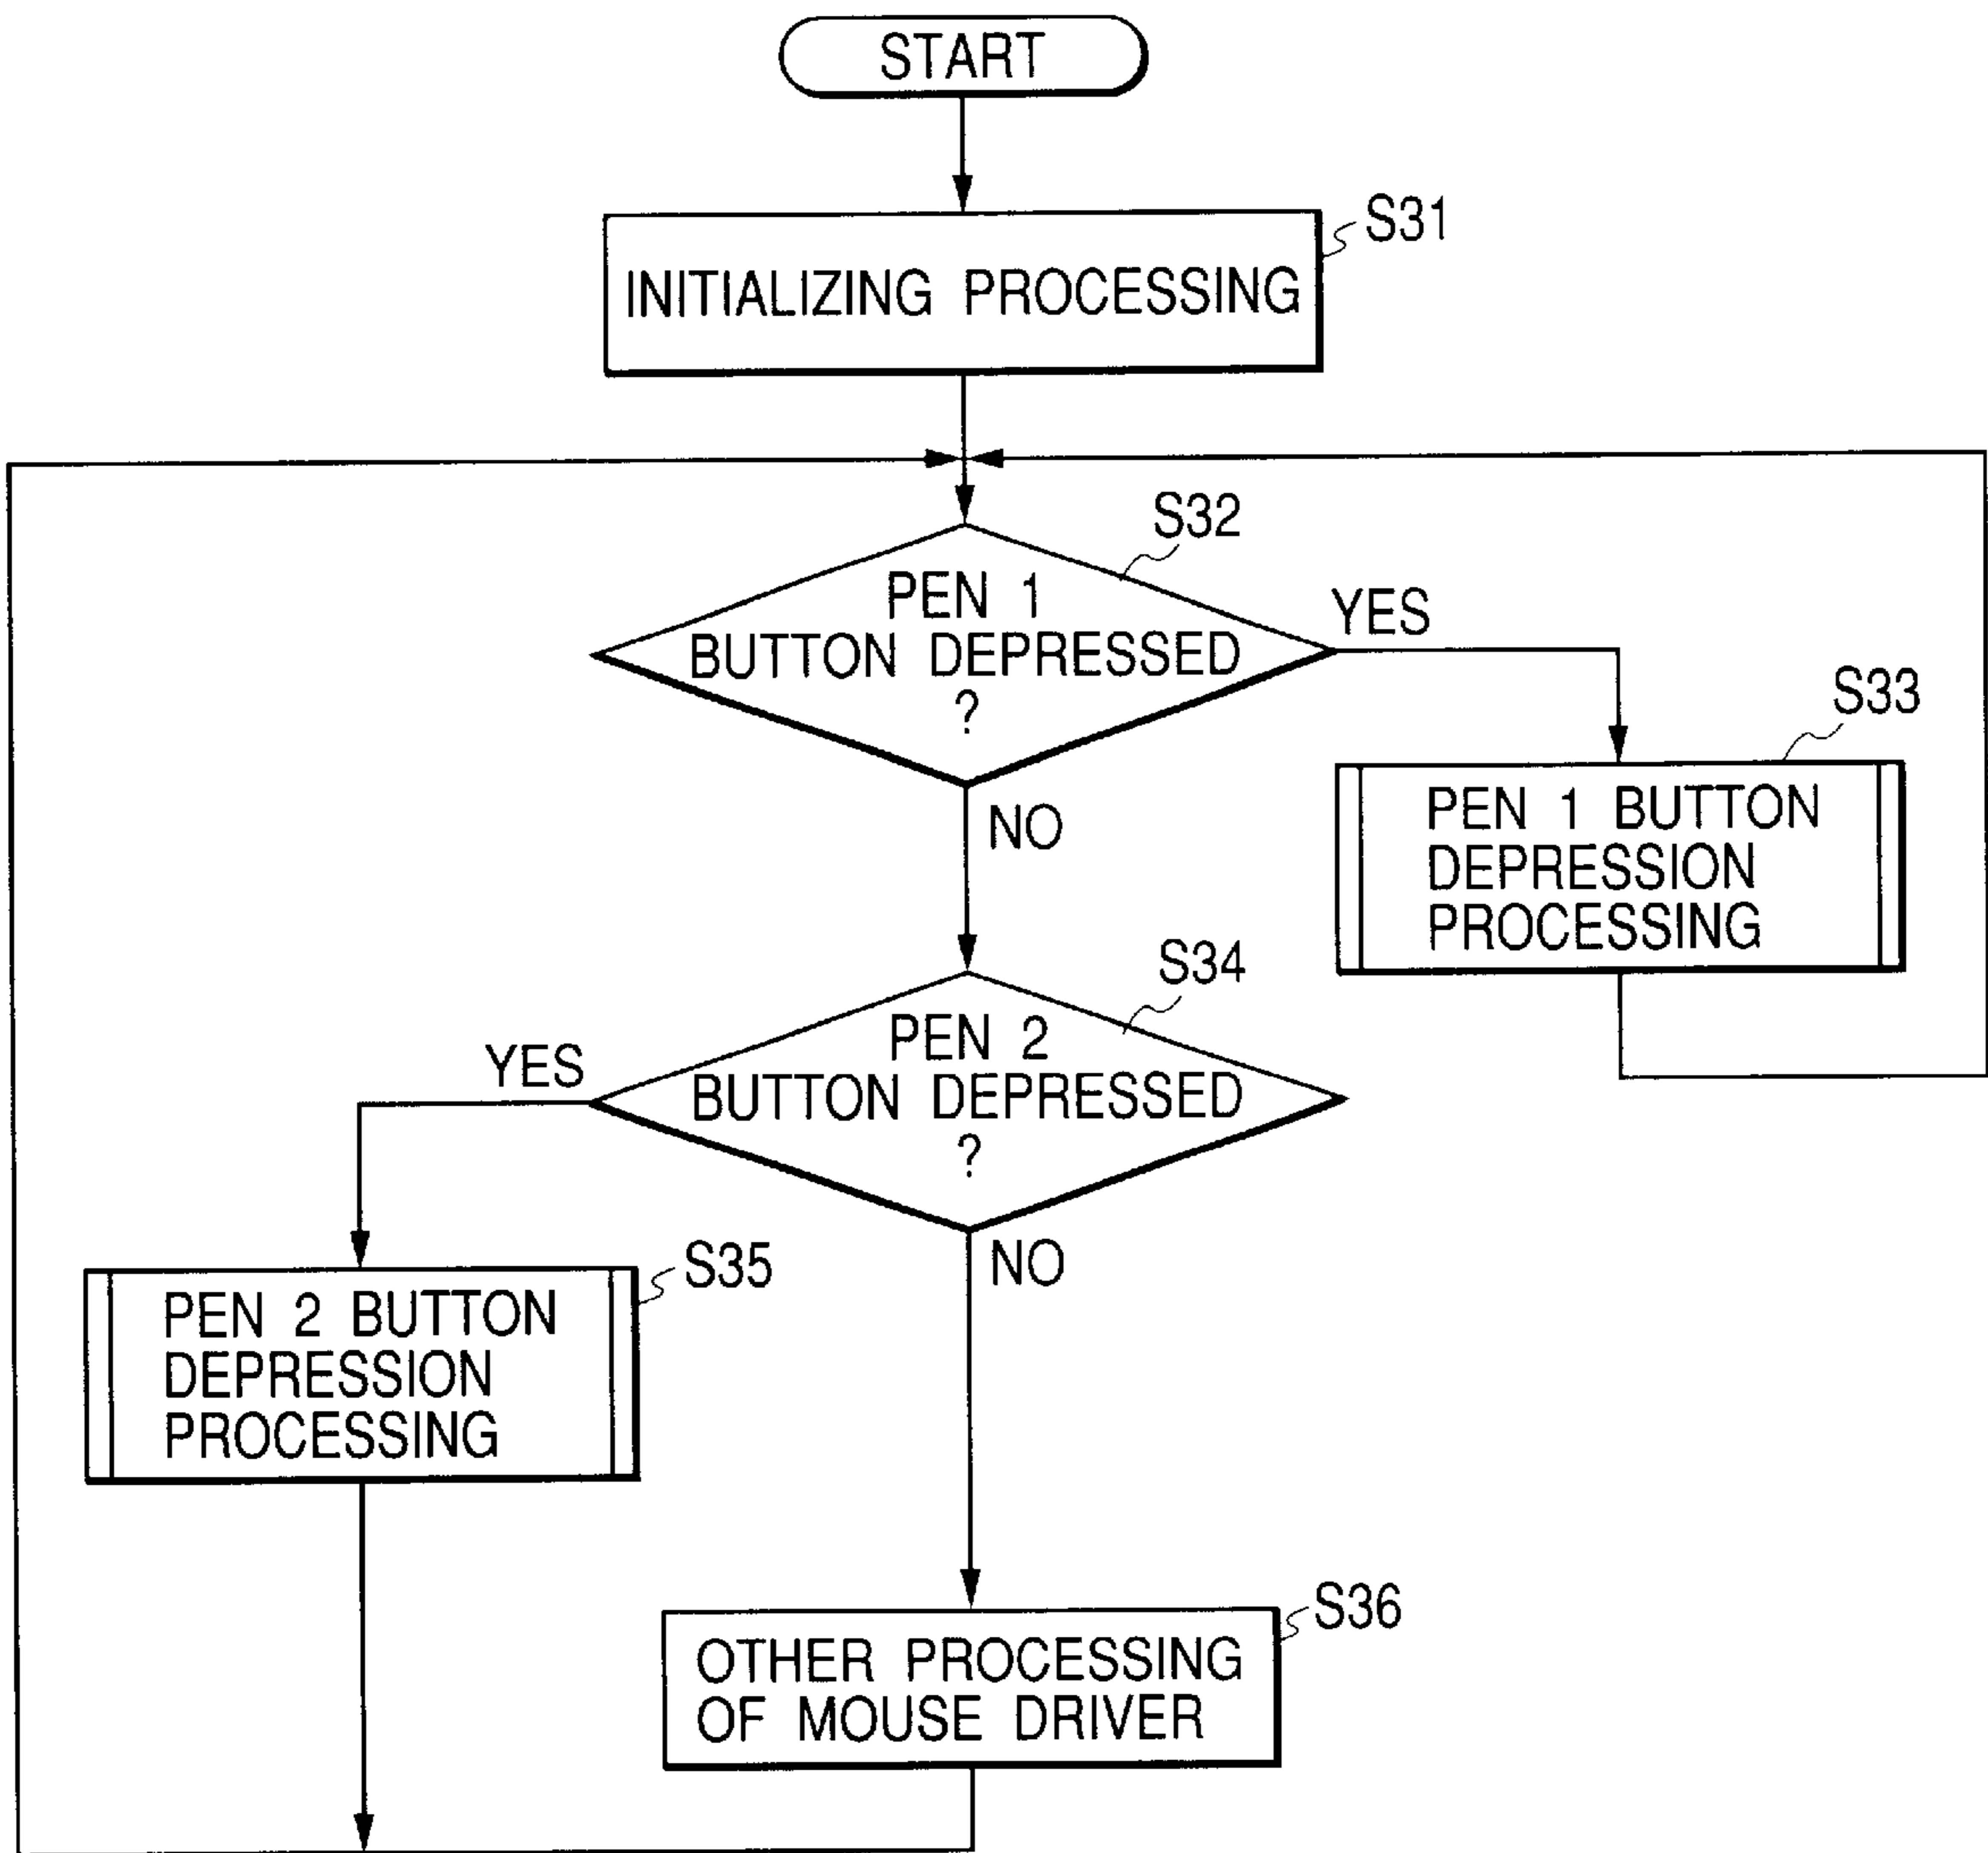 START
S31
INITIALIZING PROCESSING
S32
PEN 1
BUTTON DEPRESSED
?
YES
NO
S33
PEN 1 BUTTON
DEPRESSION
PROCESSING
S34
PEN 2
BUTTON DEPRESSED
?
YES
NO
S35
PEN 2 BUTTON
DEPRESSION
PROCESSING
S36
OTHER PROCESSING
OF MOUSE DRIVER